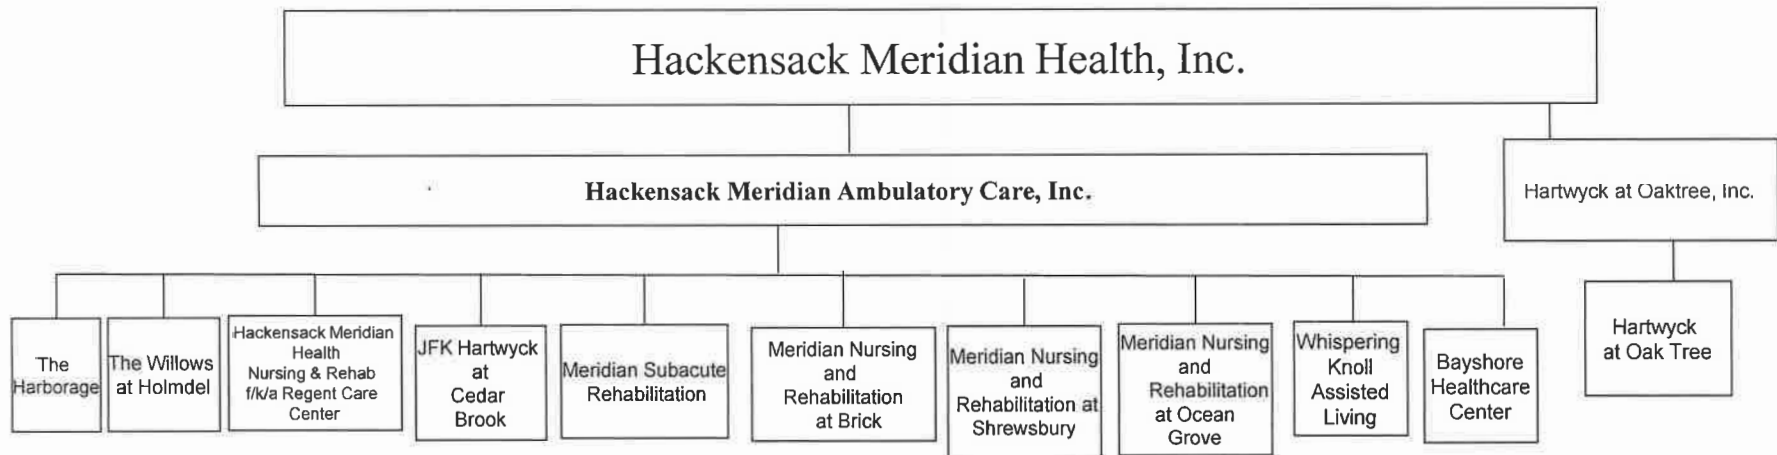 Hackensack Meridian Health, Inc.
Hackensack Meridian Ambulatory Care, Inc.
Hartwyck at Oaktree, Inc.
The
Harborage
The Willows
at Holmdel
Hackensack Meridian
Health
Nursing & Rehab
f/k/a Regent Care
Center
JFK Hartwyck
at
Cedar
Brook
Meridian Subacute
Rehabilitation
Meridian Nursing
and
Rehabilitation
at Brick
Meridian Nursing
and
Rehabilitation at
Shrewsbury
Meridian Nursing
and
Rehabilitation
at Ocean
Grove
Whispering
Knoll
Assisted
Living
Bayshore
Healthcare
Center
Hartwyck
at Oak Tree